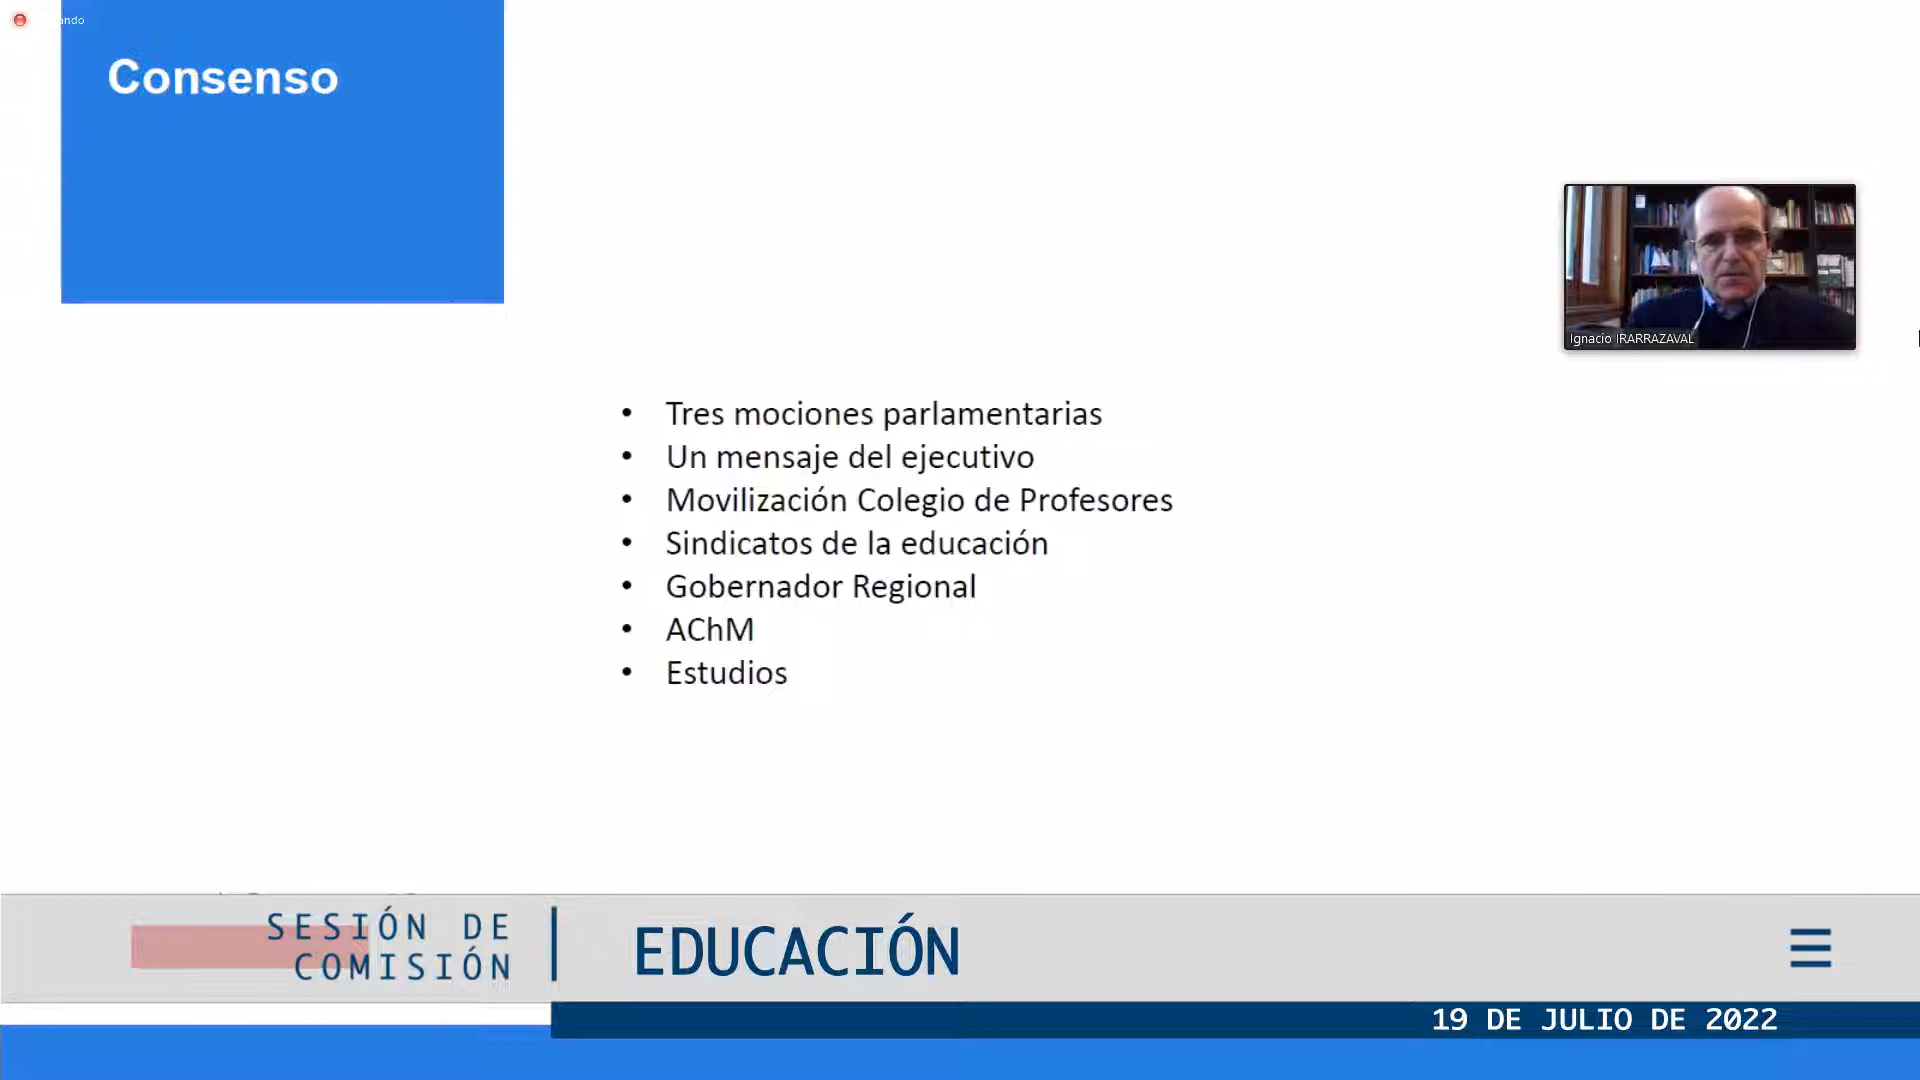 Consenso
Ignacio IRARRAZAVAL
• Tres mociones parlamentarias
• Un mensaje del ejecutivo
• Movilización Colegio de Profesores
• Sindicatos de la educación
• Gobernador Regional
• AChM
• Estudios
SESIÓN DE
COMISIÓN
EDUCACIÓN
19 DE JULIO DE 2022